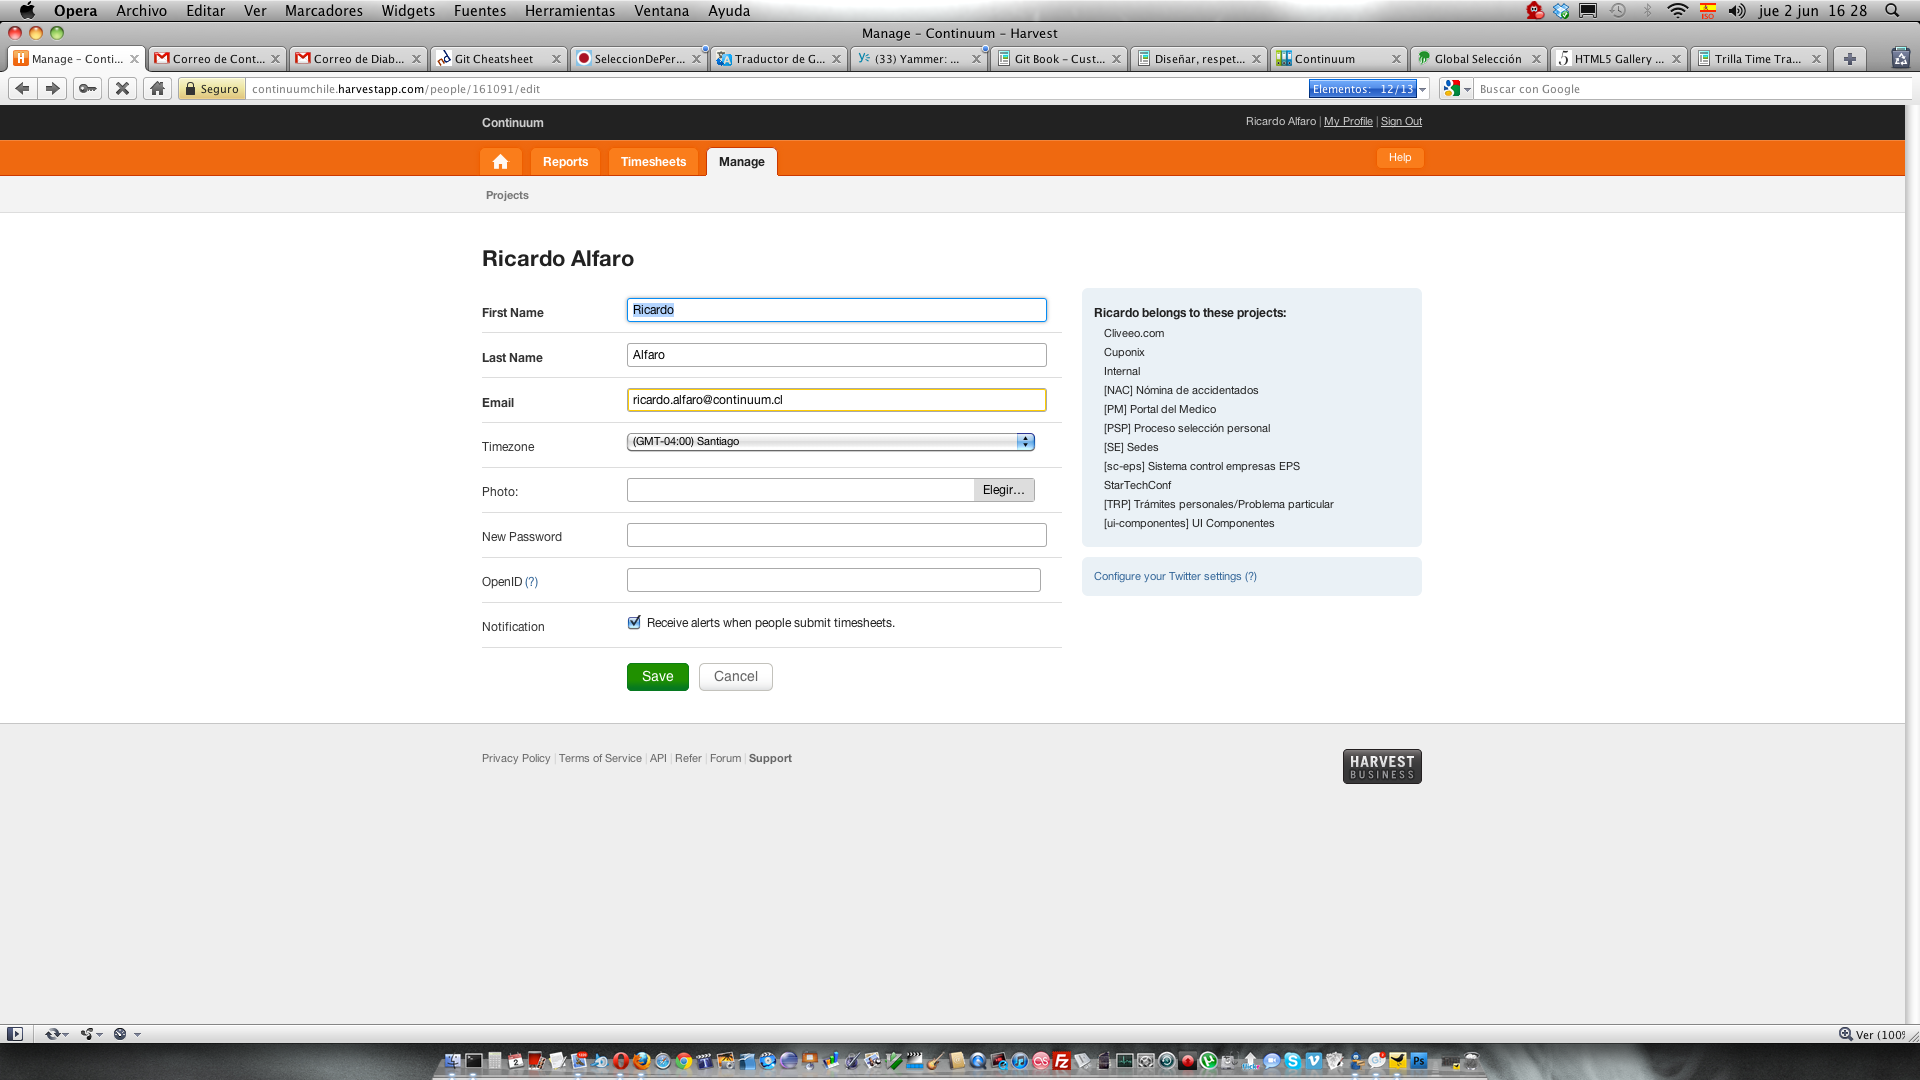 Opera Archivo Editar Ver Marcadores Widgets Fuentes Herramientas Ventana Ayuda
ISO
jue 2 jun 16 28
Manage – Continuum – Harvest
Manage – Conti...
Correo de Cont...
Correo de Diab...
Git Cheatsheet
SeleccionDePer...
Traductor de G...
(33) Yammer: ...
Git Book – Cust...
Diseñar, respet...
Continuum
Global Selección
HTML5 Gallery ...
Trilla Time Tra...
Seguro
continuumchile.harvestapp.com/people/161091/edit
Elementos: 12/13
Buscar con Google
Continuum
Ricardo Alfaro | My Profile | Sign Out
Reports
Timesheets
Manage
Help
Projects
Ricardo Alfaro
First Name
Ricardo
Last Name
Alfaro
Email
ricardo.alfaro@continuum.cl
Timezone
(GMT-04:00) Santiago
Photo:
Elegir...
New Password
OpenID (?)
Notification
Receive alerts when people submit timesheets.
Save
Cancel
Ricardo belongs to these projects:
Cliveeo.com
Cuponix
Internal
[NAC] Nómina de accidentados
[PM] Portal del Medico
[PSP] Proceso selección personal
[SE] Sedes
[sc-eps] Sistema control empresas EPS
StarTechConf
[TRP] Trámites personales/Problema particular
[ui-componentes] UI Componentes
Configure your Twitter settings (?)
Privacy Policy | Terms of Service | API | Refer | Forum | Support
HARVEST
BUSINESS
Ver (100%